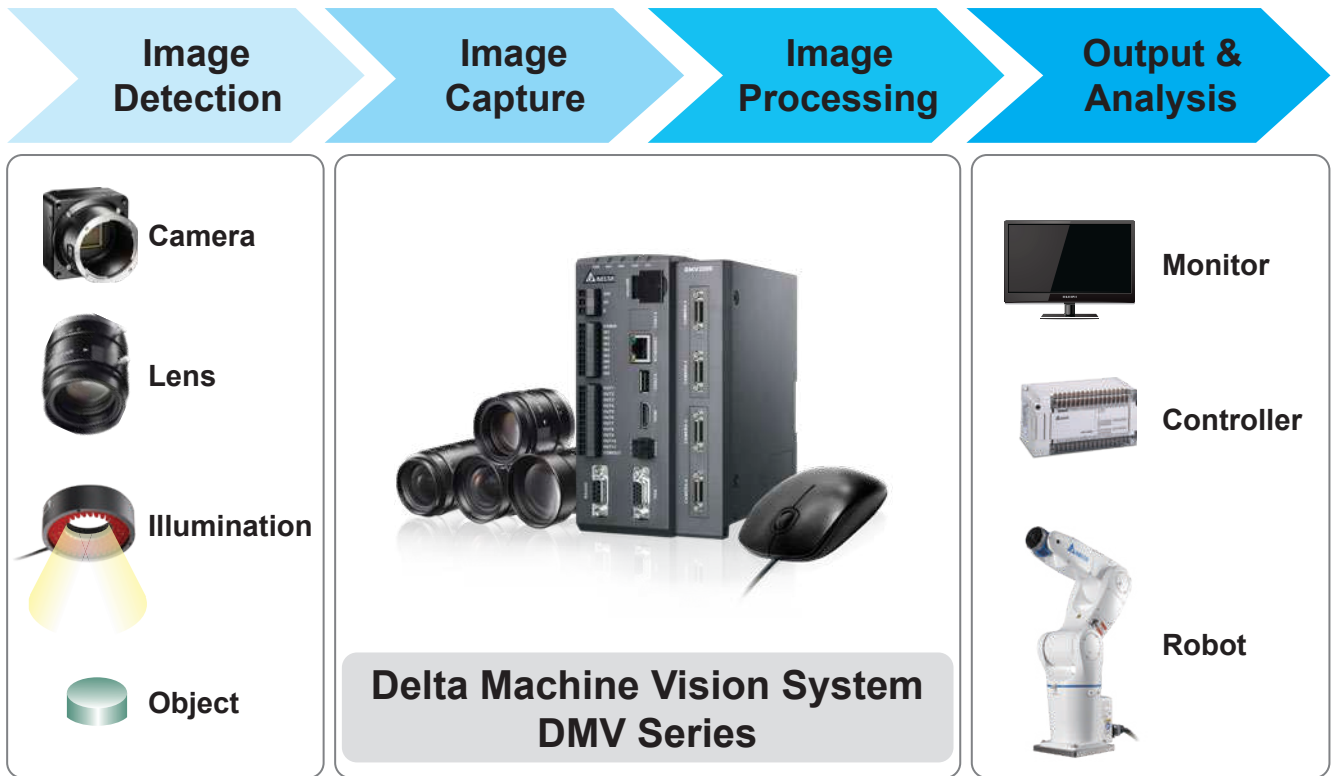 Image
Detection
Image
Capture
Image
Processing
Output &
Analysis
Camera
Lens
Illumination
Object
DMV2000
Delta Machine Vision System
DMV Series
Monitor
Controller
Robot